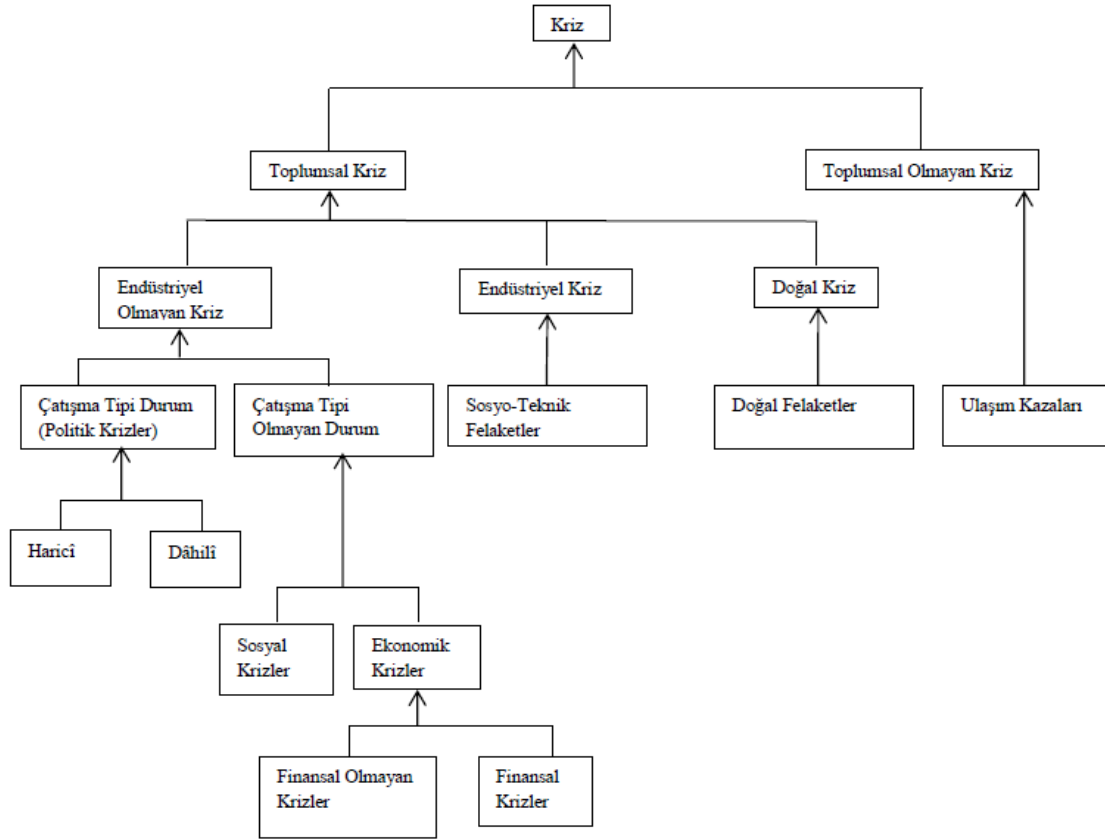 Kriz
Toplumsal Kriz
Toplumsal Olmayan Kriz
Endüstriyel
Olmayan Kriz
Endüstriyel Kriz
Doğal Kriz
Çatışma Tipi Durum
(Politik Krizler)
Çatışma Tipi
Olmayan Durum
Sosyo-Teknik
Felaketler
Doğal Felaketler
Ulaşım Kazaları
Haricî
Dâhilî
Sosyal
Krizler
Ekonomik
Krizler
Finansal Olmayan
Krizler
Finansal
Krizler